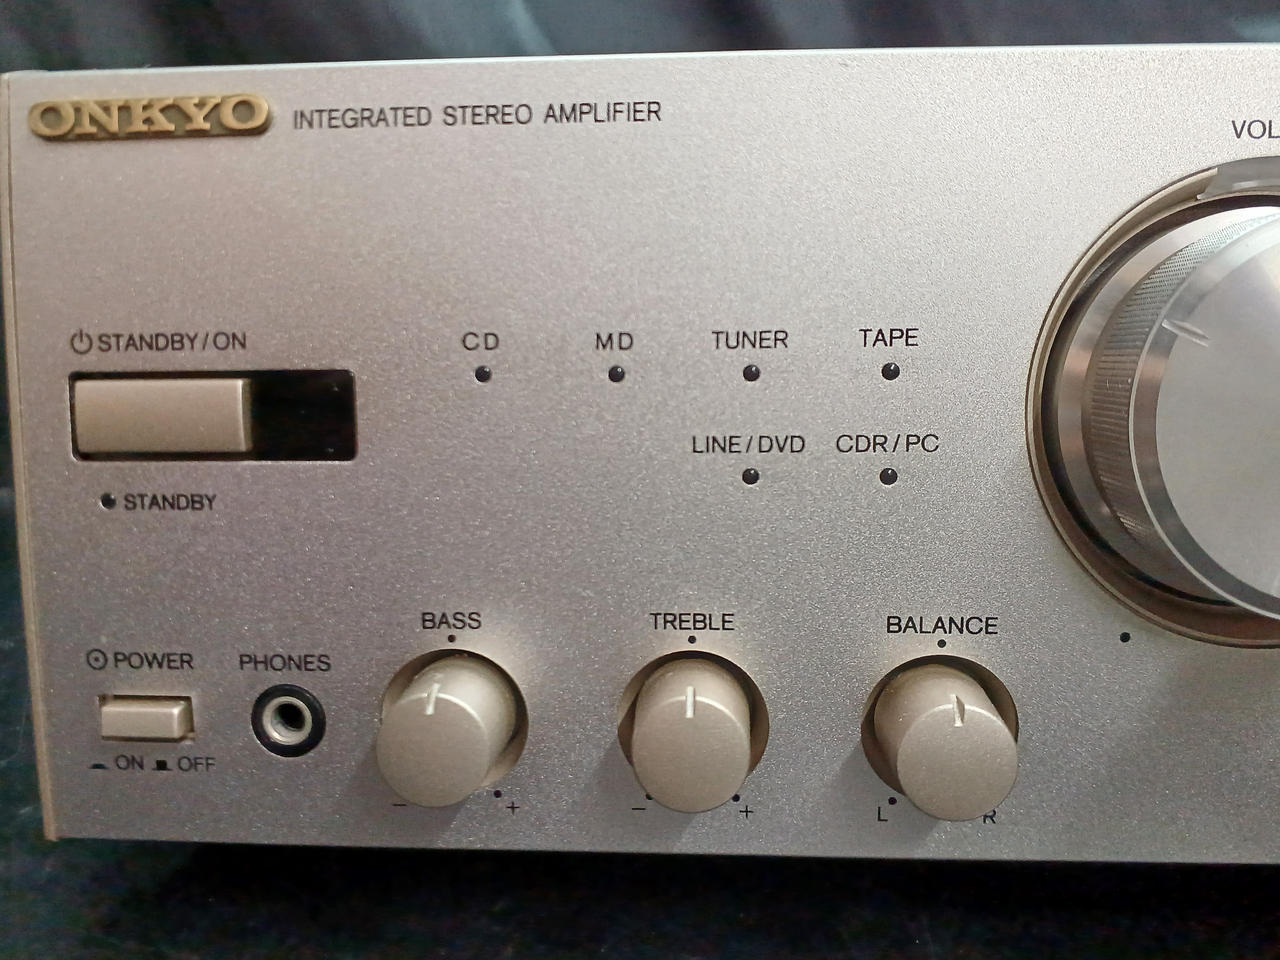 ONKYO INTEGRATED STEREO AMPLIFIER
VOL
STANDBY/ON
CD MD TUNER TAPE
LINE/DVD CDR/PC
STANDBY
BASS TREBLE BALANCE
POWER PHONES
ON OFF
- + - + L R